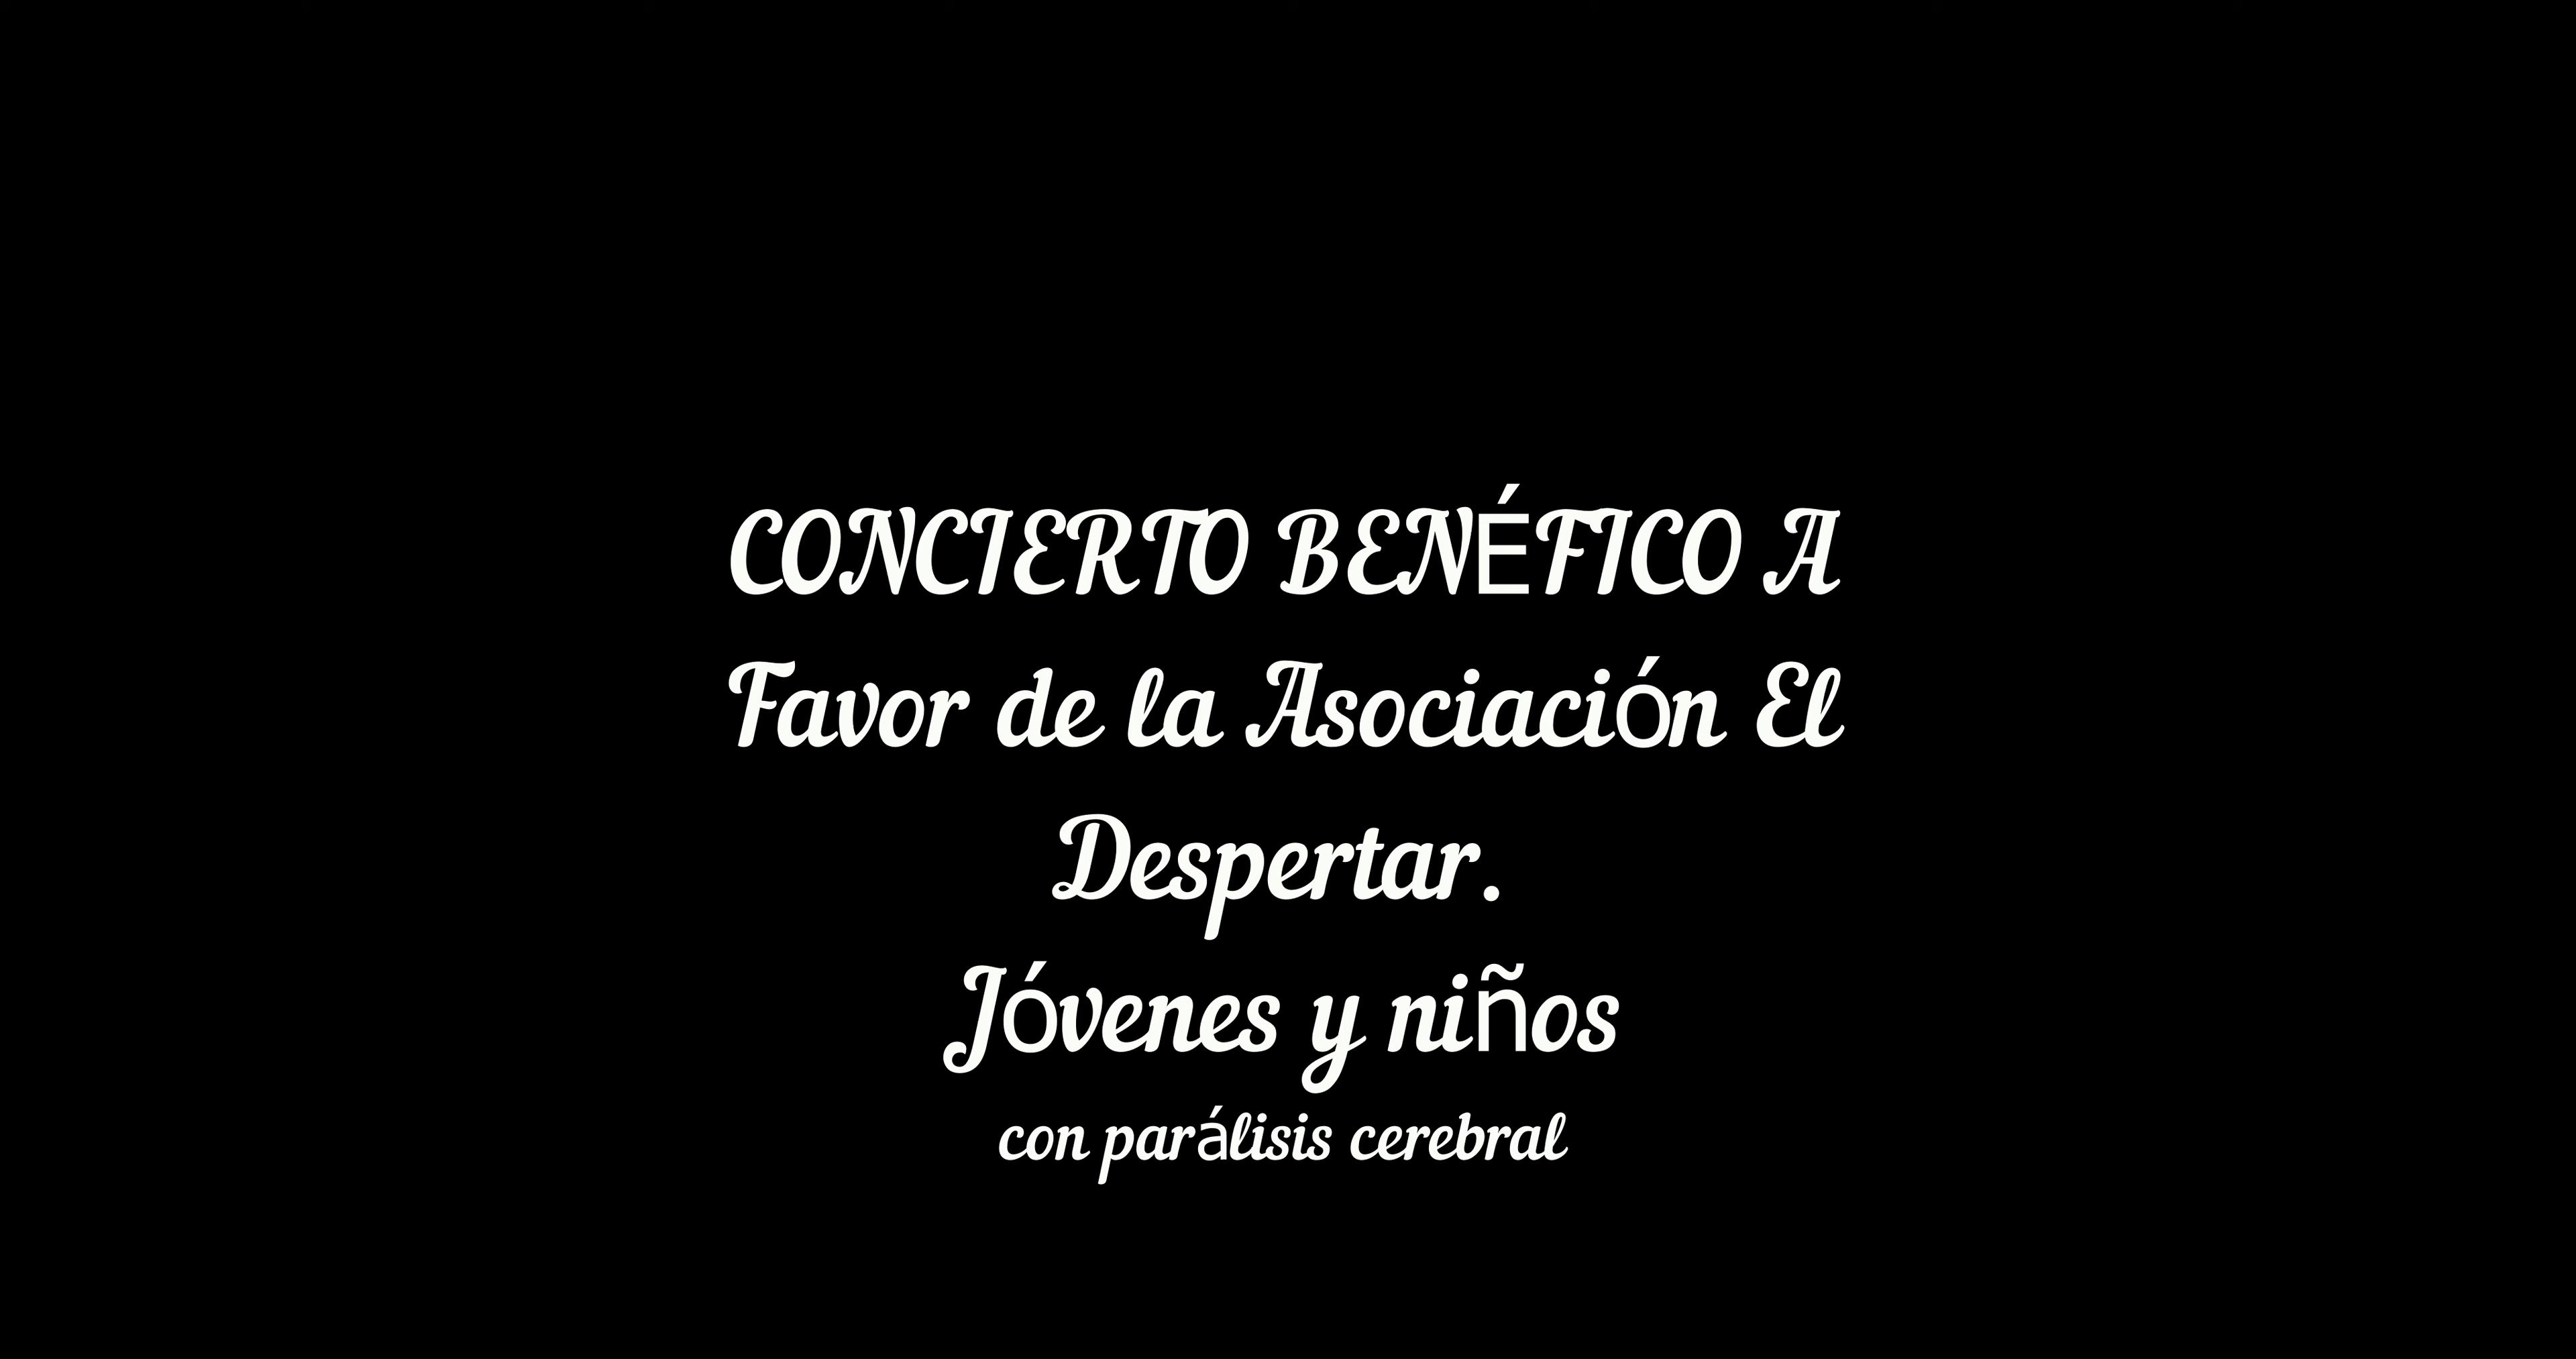 CONCIERTO BENÉFICO A
Favor de la Asociación El
Despertar.
Jóvenes y niños
con parálisis cerebral